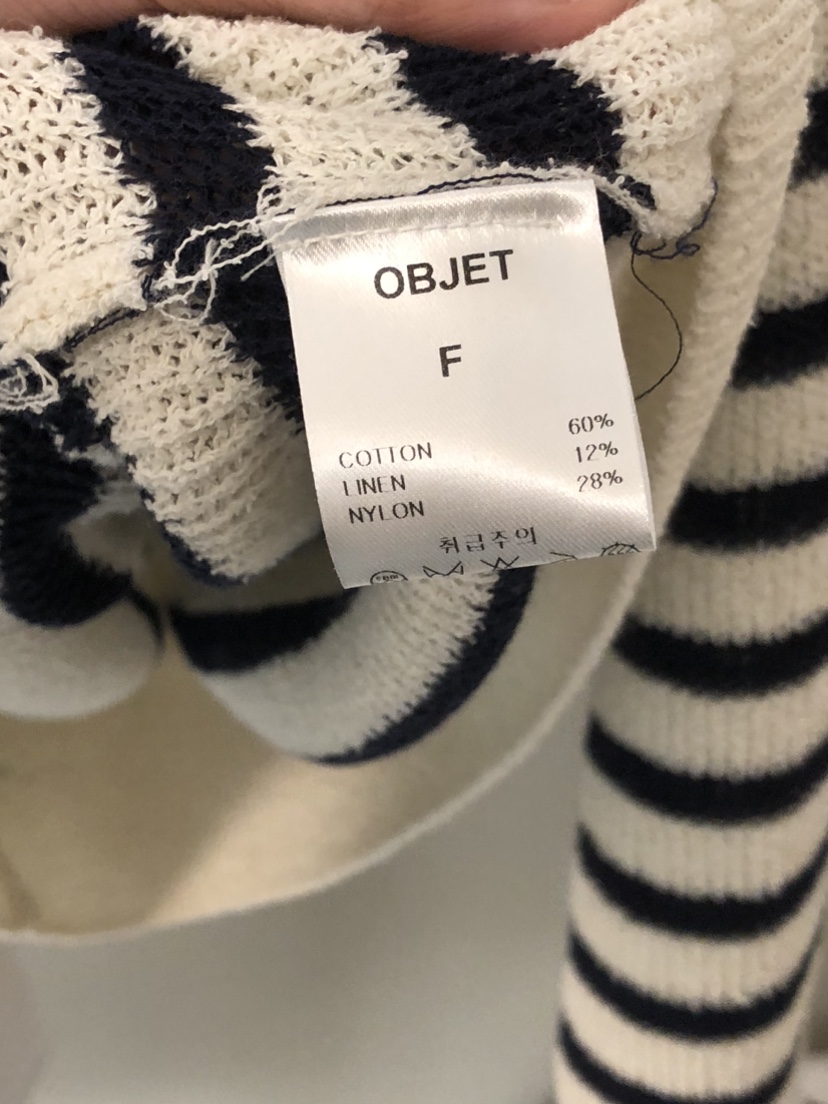 OBJET
F
COTTON 60%
LINEN 12%
NYLON 28%
취급주의